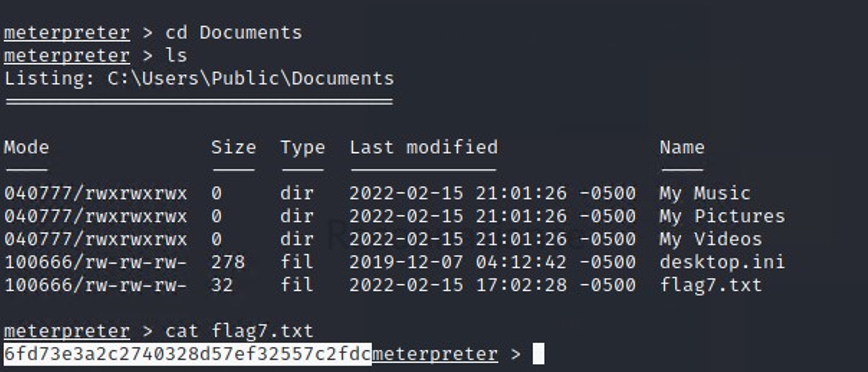 meterpreter > cd Documents
meterpreter > ls
Listing: C:\Users\Public\Documents
==================================
Mode Size Type Last modified Name
---- ---- ---- ------------- ----
040777/rwxrwxrwx 0 dir 2022-02-15 21:01:26 -0500 My Music
040777/rwxrwxrwx 0 dir 2022-02-15 21:01:26 -0500 My Pictures
040777/rwxrwxrwx 0 dir 2022-02-15 21:01:26 -0500 My Videos
100666/rw-rw-rw- 278 fil 2019-12-07 04:12:42 -0500 desktop.ini
100666/rw-rw-rw- 32 fil 2022-02-15 17:02:28 -0500 flag7.txt
meterpreter > cat flag7.txt
6fd73e3a2c2740328d57ef32557c2fdcmeterpreter >